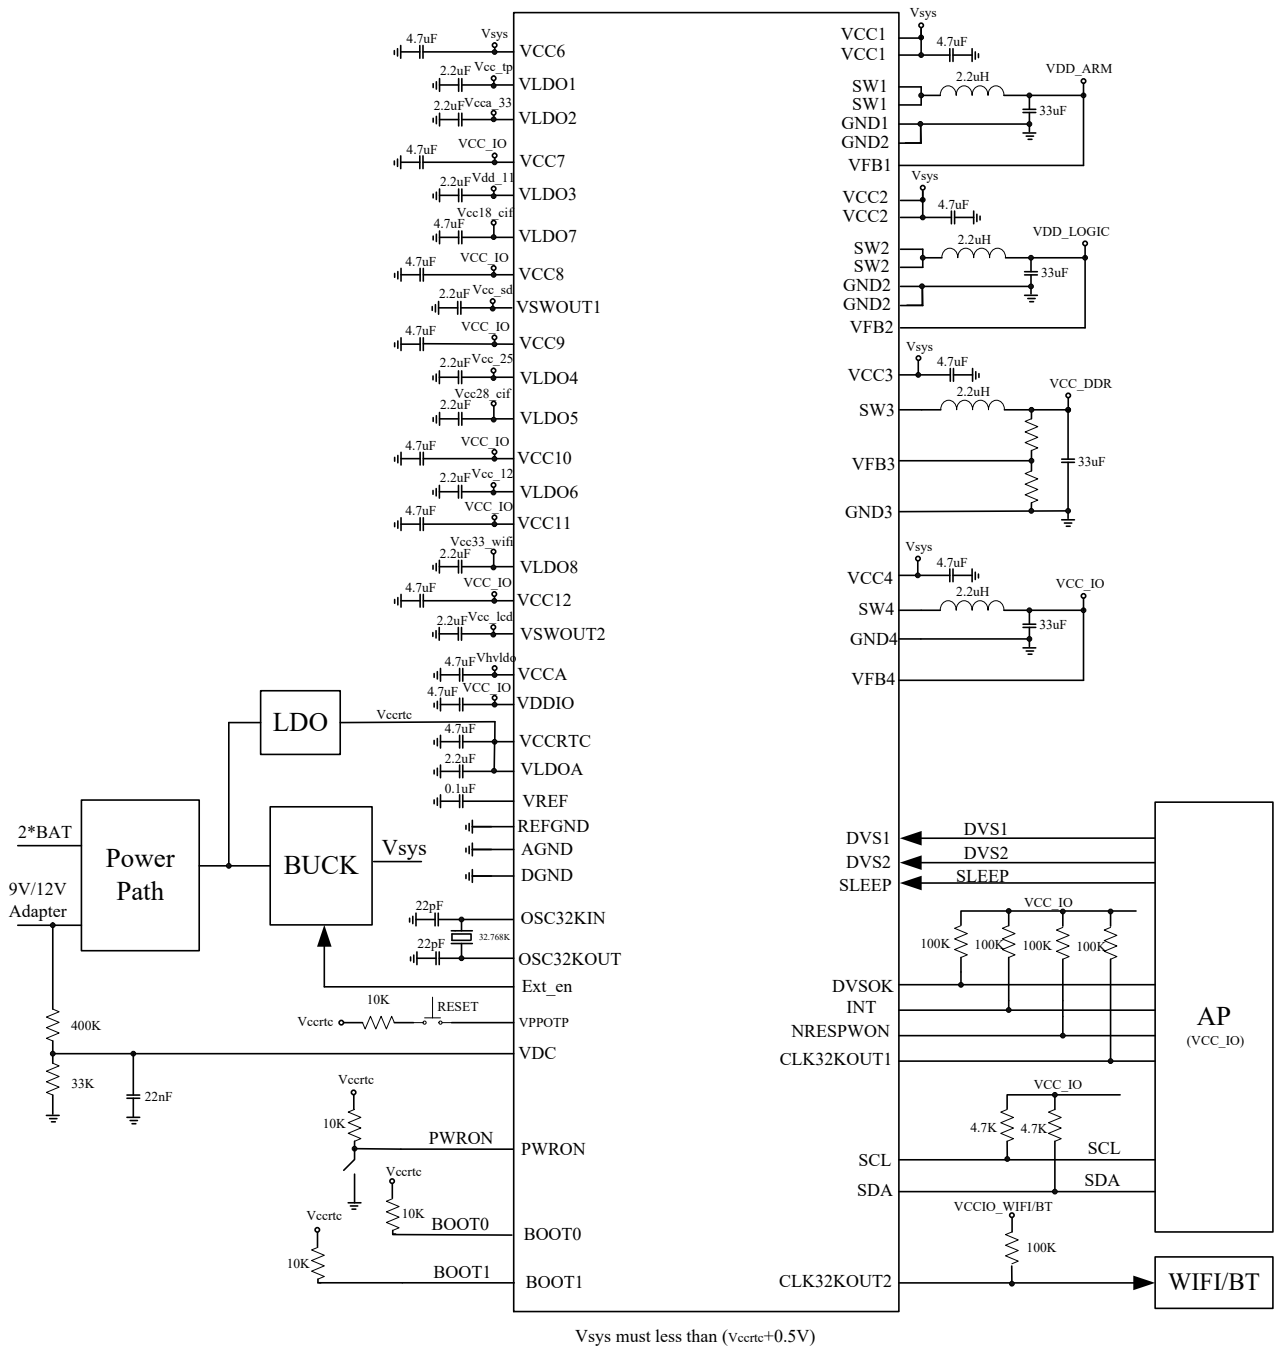 Vsys
4.7uF
VCC6
2.2uF
Vcc_tp
VLDO1
2.2uF
Vcca_33
VLDO2
VCC_IO
4.7uF
VCC7
2.2uF
Vdd_11
VLDO3
Vcc18_cif
4.7uF
VLDO7
VCC_IO
4.7uF
VCC8
2.2uF
Vcc_sd
VSWOUT1
4.7uF
VCC_IO
VCC9
2.2uF
Vcc_25
VLDO4
Vcc28_cif
2.2uF
VLDO5
4.7uF
VCC_IO
VCC10
2.2uF
Vcc_12
VLDO6
4.7uF
VCC_IO
VCC11
Vcc33_wifi
2.2uF
VLDO8
4.7uF
VCC_IO
VCC12
2.2uF
Vcc_lcd
VSWOUT2
4.7uF
Vhvldo
VCCA
4.7uF
VCC_IO
VDDIO
LDO
Vccrtc
4.7uF
VCCRTC
2.2uF
VLDOA
0.1uF
VREF
REFGND
AGND
DGND
2*BAT
9V/12V
Adapter
Power
Path
BUCK
Vsys
22pF
OSC32KIN
32.768K
22pF
OSC32KOUT
Ext_en
10K
RESET
Vccrtc
VPPOTP
400K
VDC
33K
22nF
Vccrtc
10K
PWRON
PWRON
Vccrtc
10K
BOOT0
BOOT0
Vccrtc
10K
BOOT1
BOOT1
Vsys
VCC1
VCC1
4.7uF
SW1
SW1
2.2uH
VDD_ARM
GND1
33uF
GND2
VFB1
Vsys
VCC2
VCC2
4.7uF
SW2
SW2
2.2uH
VDD_LOGIC
GND2
33uF
GND2
VFB2
Vsys
4.7uF
VCC3
2.2uH
VCC_DDR
SW3
VFB3
33uF
GND3
Vsys
4.7uF
VCC4
2.2uH
VCC_IO
SW4
33uF
GND4
VFB4
DVS1
DVS1
DVS2
DVS2
SLEEP
SLEEP
VCC_IO
100K
100K
100K
100K
DVSOK
INT
NRESPWON
CLK32KOUT1
AP
(VCC_IO)
VCC_IO
4.7K
4.7K
SCL
SCL
SDA
SDA
VCCIO_WIFI/BT
100K
CLK32KOUT2
WIFI/BT
Vsys must less than (Vccrtc+0.5V)